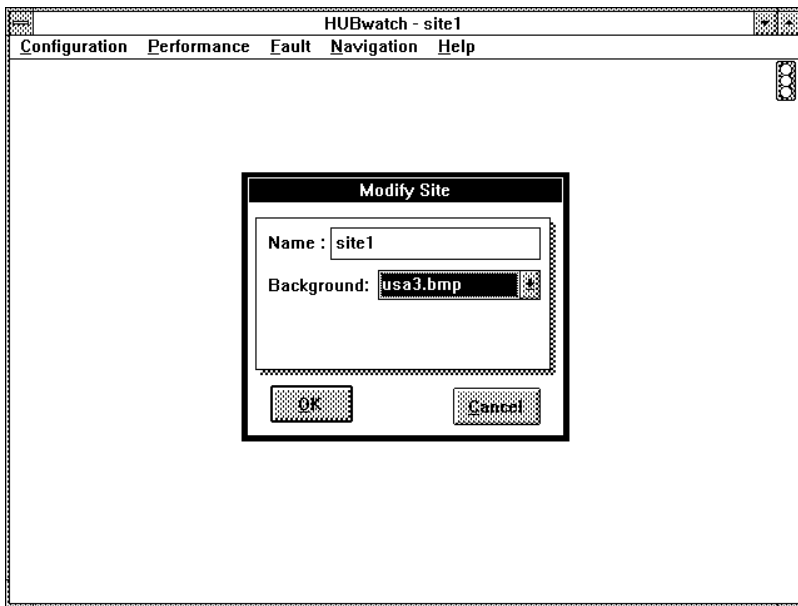 HUBwatch - site1
Configuration Performance Fault Navigation Help
Modify Site
Name : site1
Background: usa3.bmp
OK Cancel